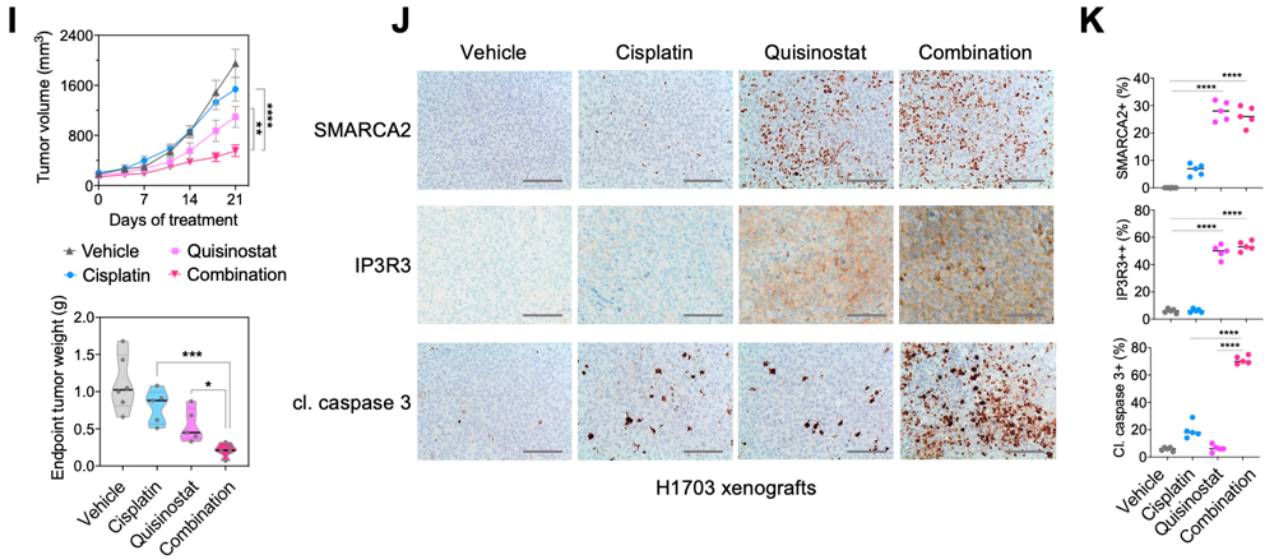 I
Tumor volume (mm³)
2400
1600
800
0
**
****
0
7
14
21
Days of treatment
Vehicle
Quisinostat
Cisplatin
Combination
Endpoint tumor weight (g)
2.0
1.5
1.0
0.5
0.0
***
*
Vehicle
Cisplatin
Quisinostat
Combination
J
Vehicle
Cisplatin
Quisinostat
Combination
SMARCA2
IP3R3
cl. caspase 3
H1703 xenografts
K
SMARCA2+ (%)
40
30
20
10
0
****
****
IP3R3++ (%)
80
60
40
20
0
****
****
Cl. caspase 3+ (%)
80
60
40
20
0
****
****
Vehicle
Cisplatin
Quisinostat
Combination